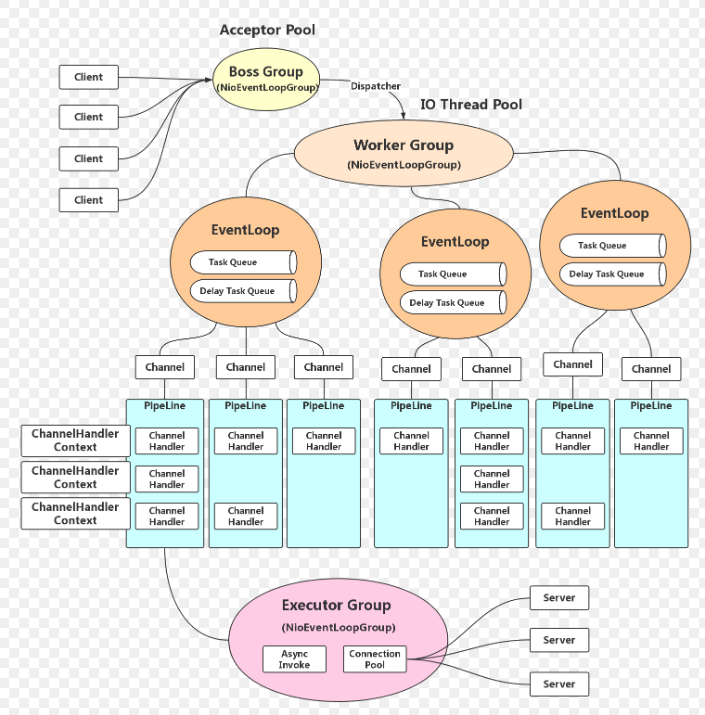 Acceptor Pool
Boss Group
(NioEventLoopGroup)
Client
Client
Client
Client
Dispatcher
IO Thread Pool
Worker Group
(NioEventLoopGroup)
EventLoop
Task Queue
Delay Task Queue
EventLoop
Task Queue
Delay Task Queue
EventLoop
Task Queue
Delay Task Queue
Channel
Channel
Channel
Channel
Channel
Channel
Channel
PipeLine
PipeLine
PipeLine
PipeLine
PipeLine
PipeLine
PipeLine
ChannelHandler
Context
Channel
Handler
Channel
Handler
Channel
Handler
Channel
Handler
Channel
Handler
Channel
Handler
Channel
Handler
ChannelHandler
Context
Channel
Handler
Channel
Handler
ChannelHandler
Context
Channel
Handler
Channel
Handler
Channel
Handler
Channel
Handler
Executor Group
(NioEventLoopGroup)
Async
Invoke
Connection
Pool
Server
Server
Server